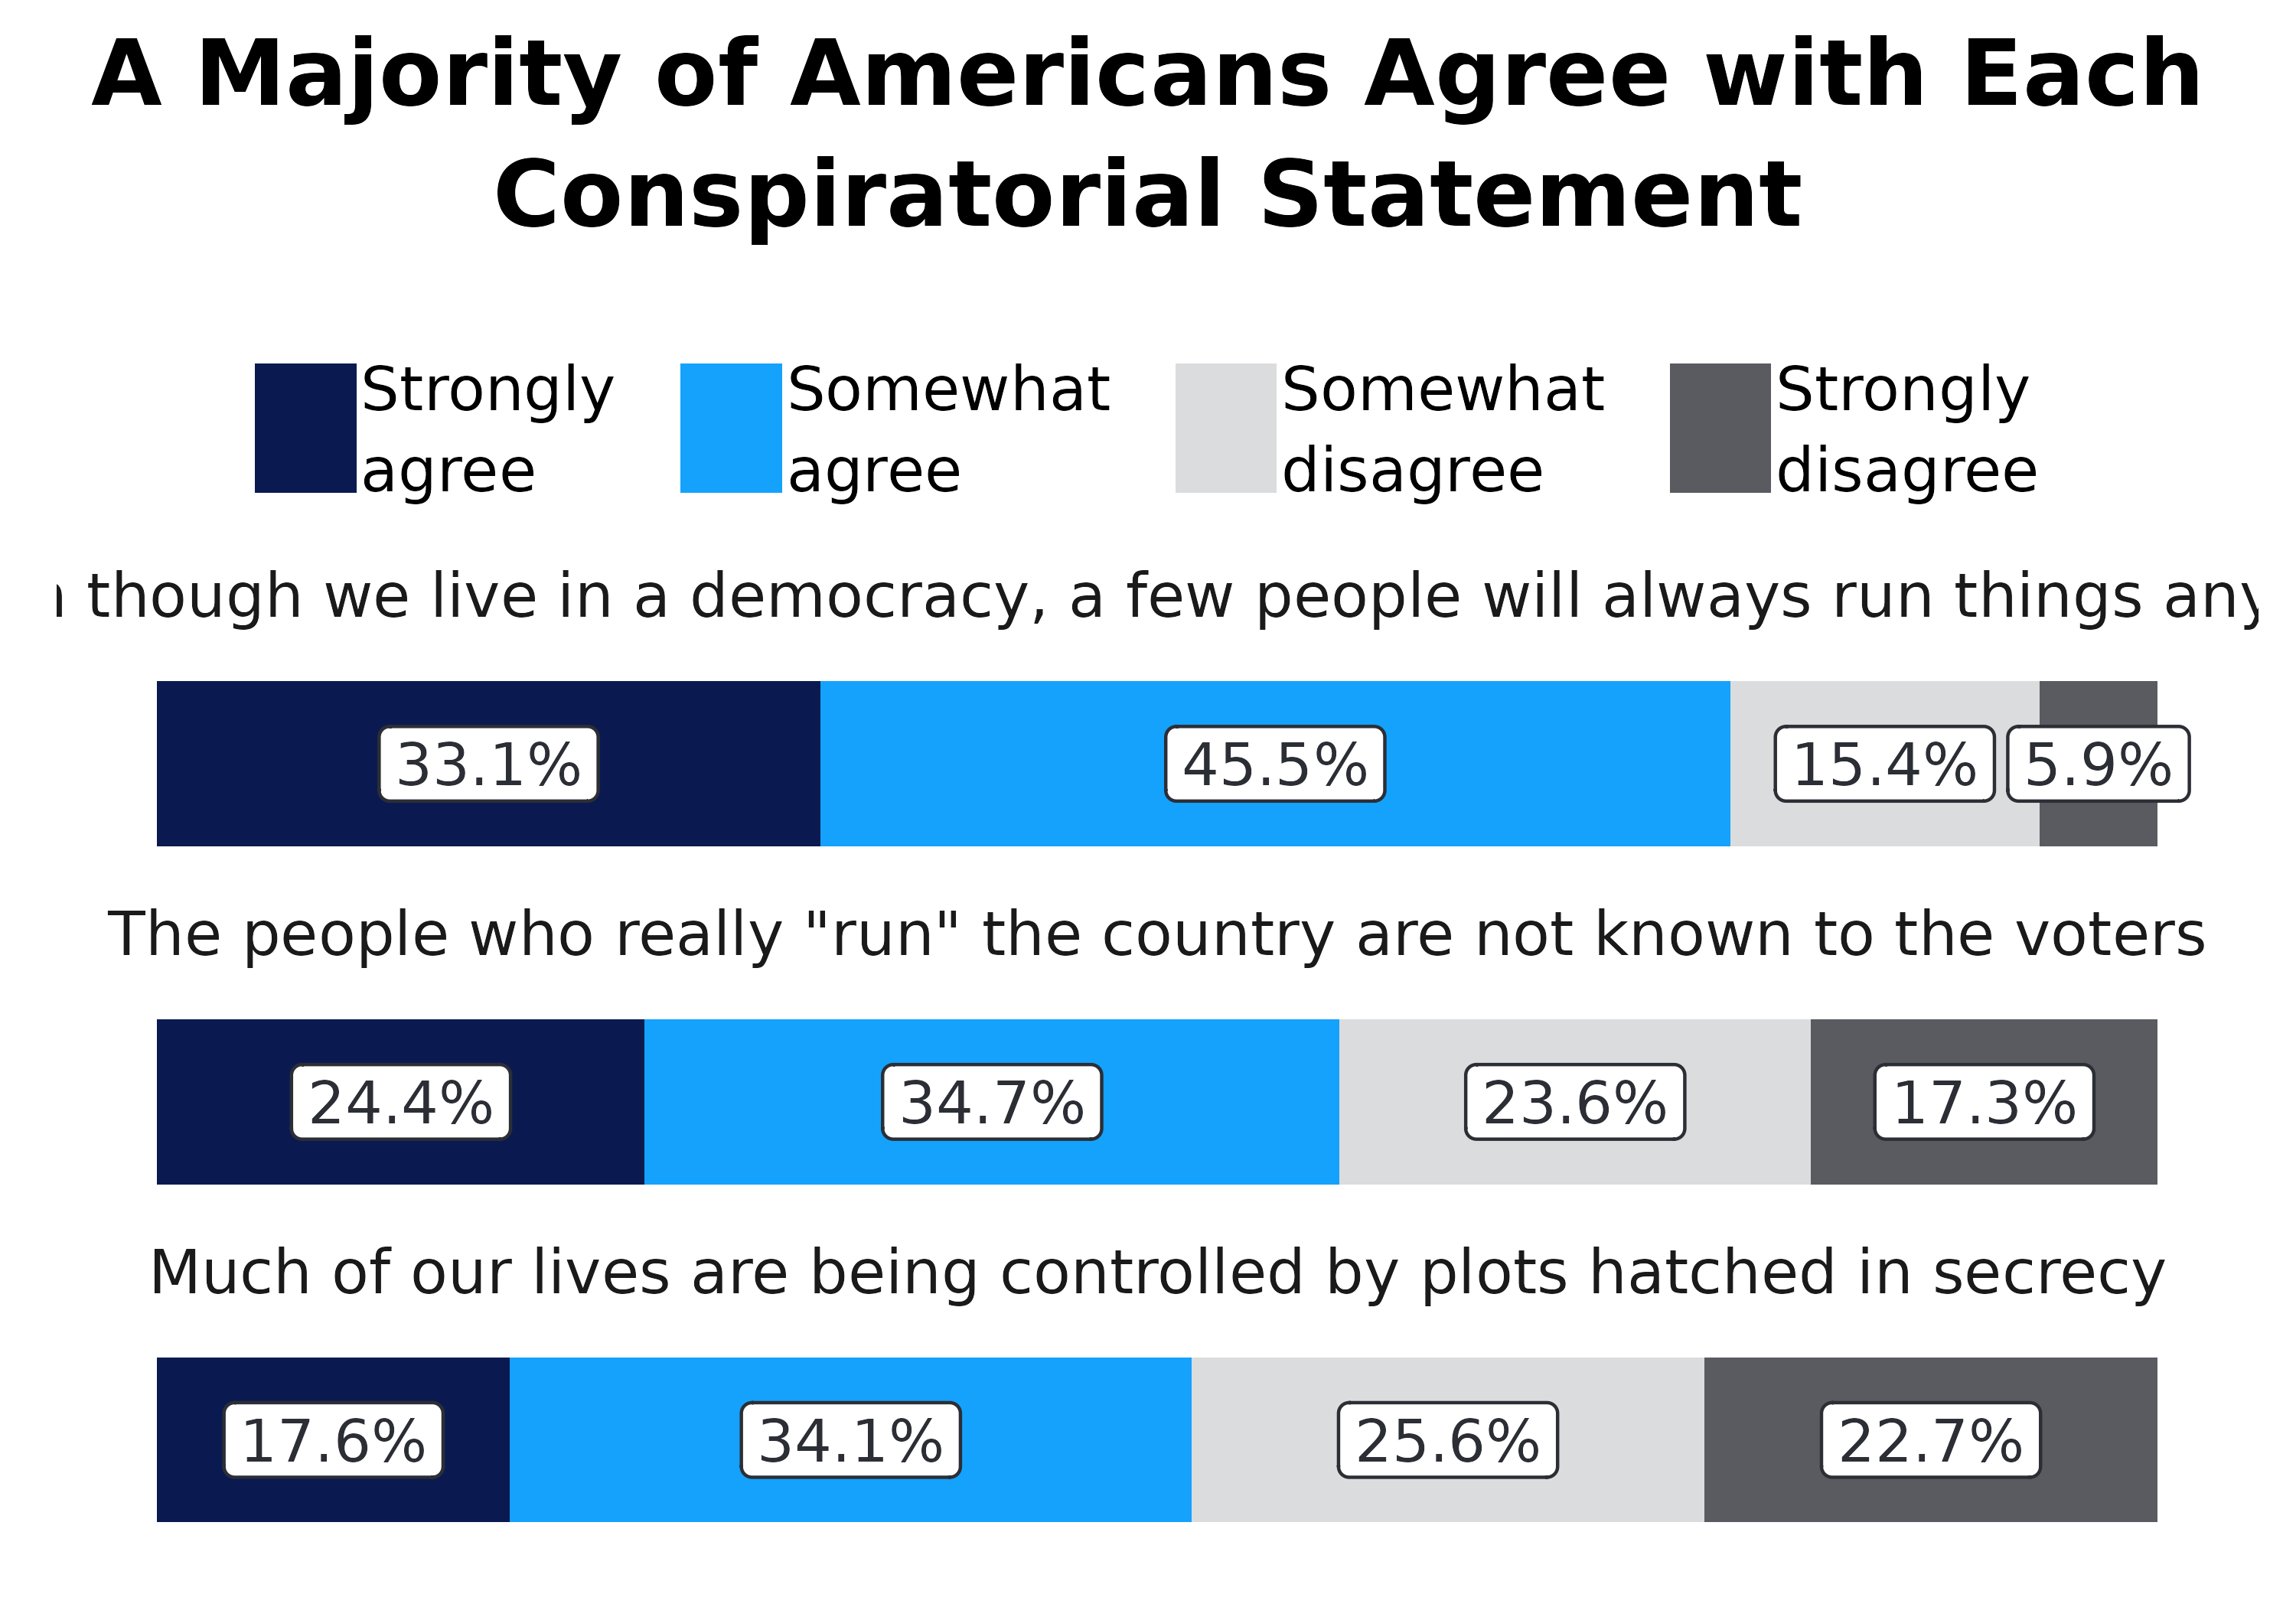 A Majority of Americans Agree with Each
Conspiratorial Statement
Strongly
agree
Somewhat
agree
Somewhat
disagree
Strongly
disagree
though we live in a democracy, a few people will always run things
33.1% 45.5% 15.4% 5.9%
The people who really "run" the country are not known to the voters
24.4% 34.7% 23.6% 17.3%
Much of our lives are being controlled by plots hatched in secrecy
17.6% 34.1% 25.6% 22.7%